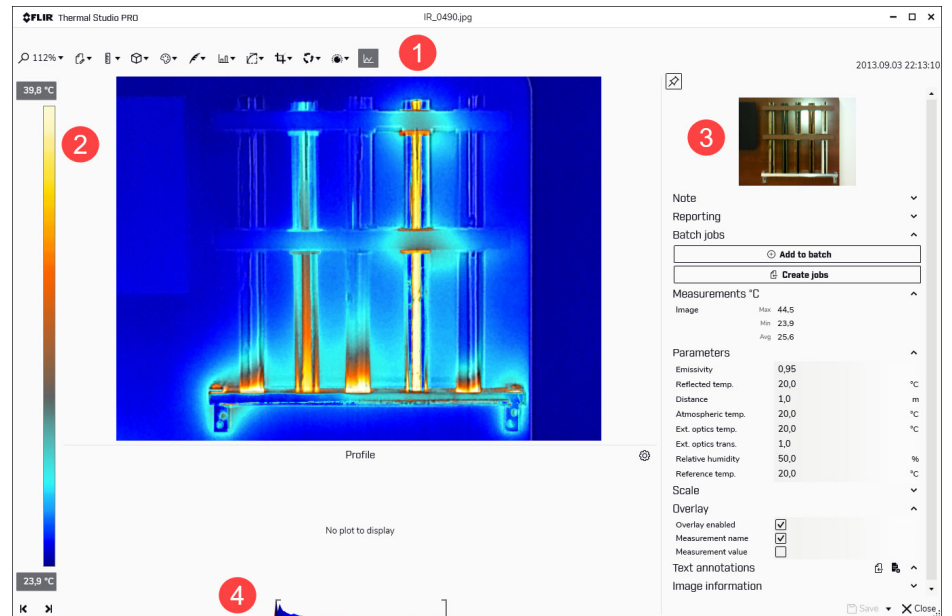 FLIR Thermal Studio PRO
IR_0490.jpg
112%
1
2013.09.03 22:13:10
39,8 °C
2
3
Note
Reporting
Batch jobs
Add to batch
Create jobs
Measurements °C
Image Max 44,5
Min 23,9
Avg 25,6
Parameters
Emissivity 0,95
Reflected temp. 20,0 °C
Distance 1,0 m
Atmospheric temp. 20,0 °C
Ext. optics temp. 20,0 °C
Ext. optics trans. 1,0
Relative humidity 50,0 %
Reference temp. 20,0 °C
Scale
Overlay
Overlay enabled
Measurement name
Measurement value
Text annotations
Image information
Profile
No plot to display
23,9 °C
4
Save
Close